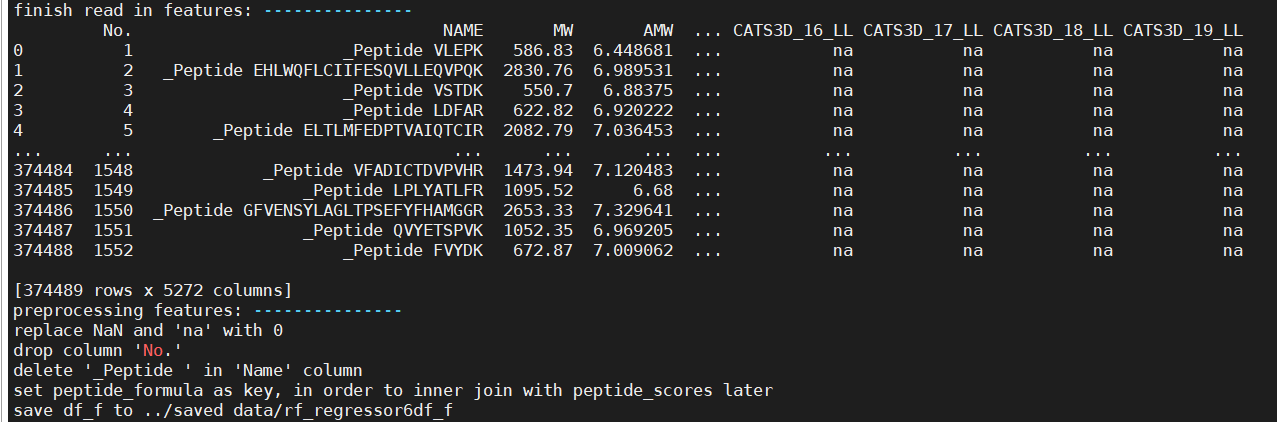 finish read in features: ---------------
No. NAME MW AMW ... CATS3D_16_LL CATS3D_17_LL CATS3D_18_LL CATS3D_19_LL
0 1 _Peptide VLEPK 586.83 6.448681 ... na na na na
1 2 _Peptide EHLWQFLCIIFESQVLLEQVPQK 2830.76 6.989531 ... na na na na
2 3 _Peptide VSTDK 550.7 6.88375 ... na na na na
3 4 _Peptide LDFAR 622.82 6.920222 ... na na na na
4 5 _Peptide ELTLMFEDPTVAIQTCIR 2082.79 7.036453 ... na na na na
... ... ... ... ... ... ... ... ... ...
374484 1548 _Peptide VFADICTDVPVHR 1473.94 7.120483 ... na na na na
374485 1549 _Peptide LPLYATLFR 1095.52 6.68 ... na na na na
374486 1550 _Peptide GFVENSYLAGLTPSEFYFHAMGGR 2653.33 7.329641 ... na na na na
374487 1551 _Peptide QVYETSPVK 1052.35 6.969205 ... na na na na
374488 1552 _Peptide FVYDK 672.87 7.009062 ... na na na na
[374489 rows x 5272 columns]
preprocessing features: ---------------
replace NaN and 'na' with 0
drop column 'No.'
delete '_Peptide ' in 'Name' column
set peptide_formula as key, in order to inner join with peptide_scores later
save df_f to ../saved data/rf_regressor6df_f